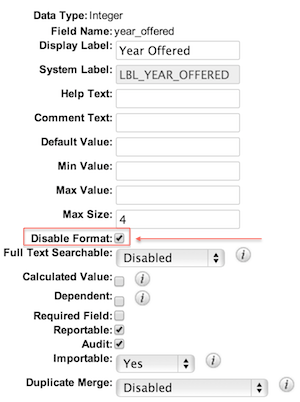 Data Type: Integer
Field Name: year_offered
Display Label: Year Offered
System Label: LBL_YEAR_OFFERED
Help Text:
Comment Text:
Default Value:
Min Value:
Max Value:
Max Size: 4
Disable Format:
Full Text Searchable: Disabled i
Calculated Value: i
Dependent: i
Required Field:
Reportable:
Audit:
Importable: Yes i
Duplicate Merge: Disabled i